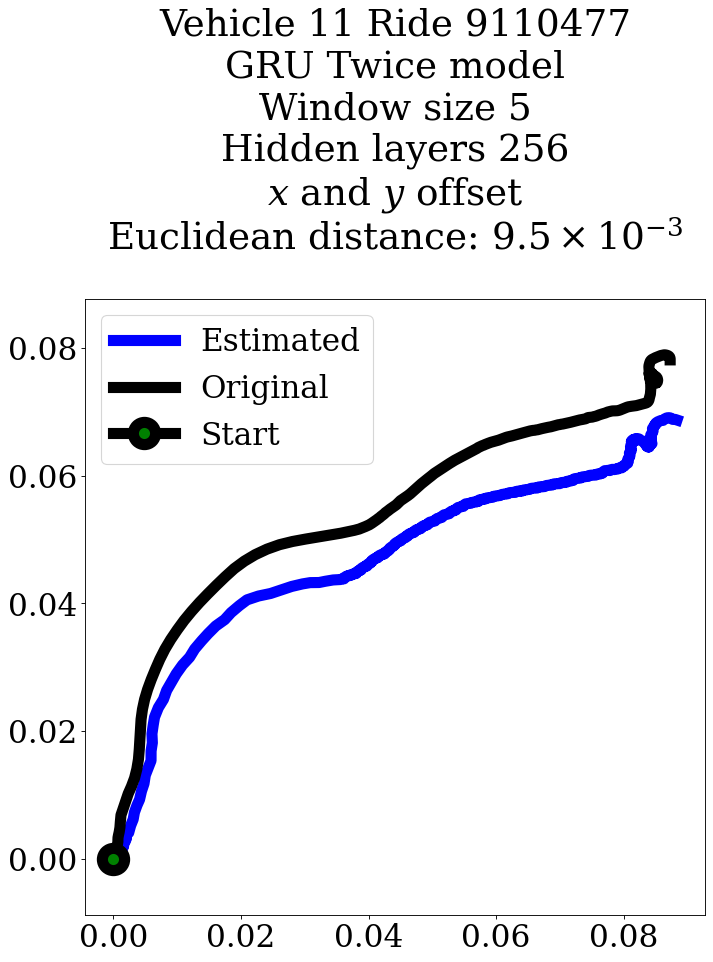 Vehicle 11 Ride 9110477
GRU Twice model
Window size 5
Hidden layers 256
x and y offset
Euclidean distance: 9.5 × 10⁻³
Estimated
Original
Start
0.08
0.06
0.04
0.02
0.00
0.00 0.02 0.04 0.06 0.08